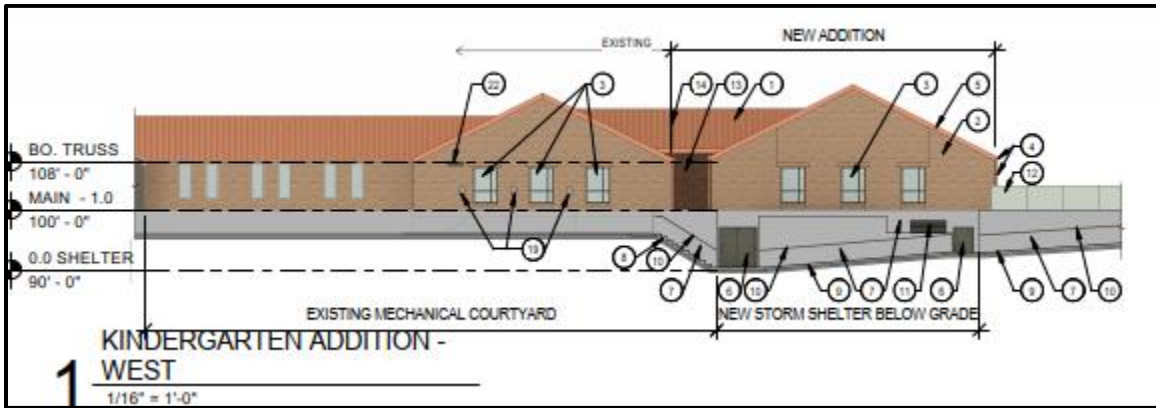 NEW ADDITION
EXISTING
22
3
14
13
1
3
5
2
4
12
BO. TRUSS
108' - 0"
MAIN - 1.0
100' - 0"
0.0 SHELTER
90' - 0"
19
8
10
7
6
10
9
7
11
6
9
7
10
EXISTING MECHANICAL COURTYARD
NEW STORM SHELTER BELOW GRADE
KINDERGARTEN ADDITION -
WEST
1
1/16" = 1'-0"